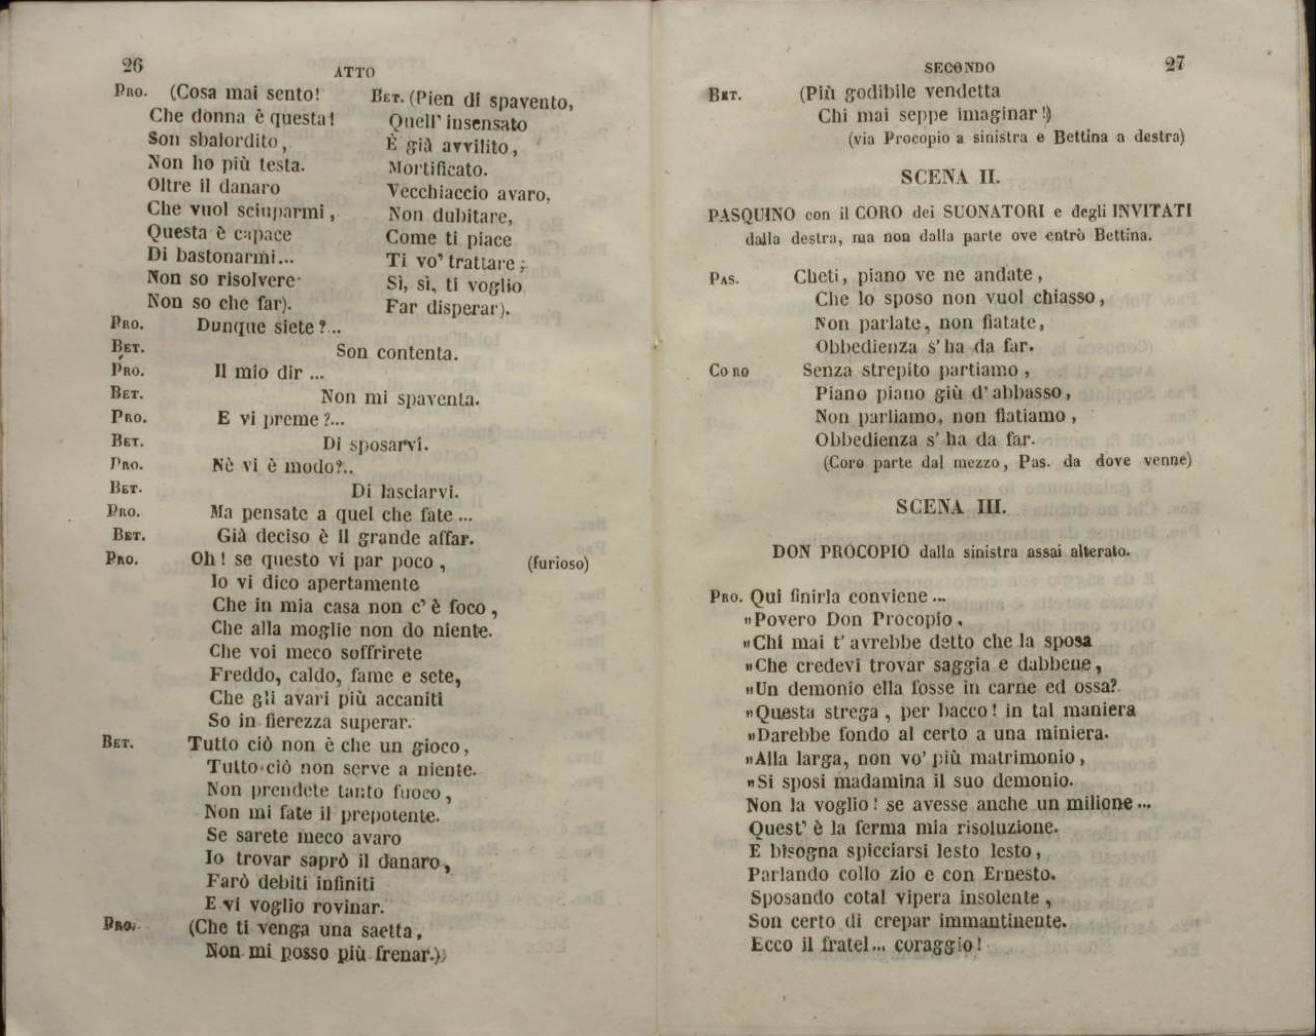 26
ATTO
PRO. (Cosa mai sento!
Che donna è questa!
Son sbalordito,
Non ho più testa.
Oltre il danaro
Che vuol sciuparmi,
Questa è capace
Di bastonarmi...
Non so risolvere
Non so che far).
BET. (Pien di spavento,
Quell' insensato
È già avvilito,
Mortificato.
Vecchiaccio avaro,
Non dubitare,
Come ti piace
Ti vo' trattare;
Sì, sì, ti voglio
Far disperar).
PRO. Dunque siete?...
BET. Son contenta.
PRO. Il mio dir ...
BET. Non mi spaventa.
PRO. E vi preme?...
BET. Di sposarvi.
PRO. Nè vi è modo?..
BET. Di lasciarvi.
PRO. Ma pensate a quel che fate ...
BET. Già deciso è il grande affar.
PRO. Oh! se questo vi par poco, (furioso)
Io vi dico apertamente
Che in mia casa non c' è foco,
Che alla moglie non do niente.
Che voi meco soffrirete
Freddo, caldo, fame e sete,
Che gli avari più accaniti
So in fierezza superar.
BET. Tutto ciò non è che un gioco,
Tutto ciò non serve a niente.
Non prendete tanto fuoco,
Non mi fate il prepotente.
Se sarete meco avaro
Io trovar saprò il danaro,
Farò debiti infiniti
E vi voglio rovinar.
PRO. (Che ti venga una saetta,
Non mi posso più frenar.)
SECONDO
27
BET. (Più godibile vendetta
Chi mai seppe imaginar!)
(via Procopio a sinistra e Bettina a destra)
SCENA II.
PASQUINO con il CORO dei SUONATORI e degli INVITATI
dalla destra, ma non dalla parte ove entrò Bettina.
PAS. Cheti, piano ve ne andate,
Che lo sposo non vuol chiasso,
Non parlate, non fiatate,
Obbedienza s' ha da far.
CORO Senza strepito partiamo,
Piano piano giù d' abbasso,
Non parliamo, non fiatiamo,
Obbedienza s' ha da far.
(Coro parte dal mezzo, Pas. da dove venne)
SCENA III.
DON PROCOPIO dalla sinistra assai alterato.
PRO. Qui finirla conviene ...
"Povero Don Procopio.
"Chi mai t' avrebbe detto che la sposa
"Che credevi trovar saggia e dabbene,
"Un demonio ella fosse in carne ed ossa?
"Questa strega, per bacco! in tal maniera
"Darebbe fondo al certo a una miniera.
"Alla larga, non vo' più matrimonio,
"Si sposi madamina il suo demonio.
Non la voglio! se avesse anche un milione ...
Quest' è la ferma mia risoluzione.
E bisogna spicciarsi lesto lesto,
Parlando collo zio e con Ernesto.
Sposando cotal vipera insolente,
Son certo di crepar immantinente.
Ecco il fratel... coraggio!